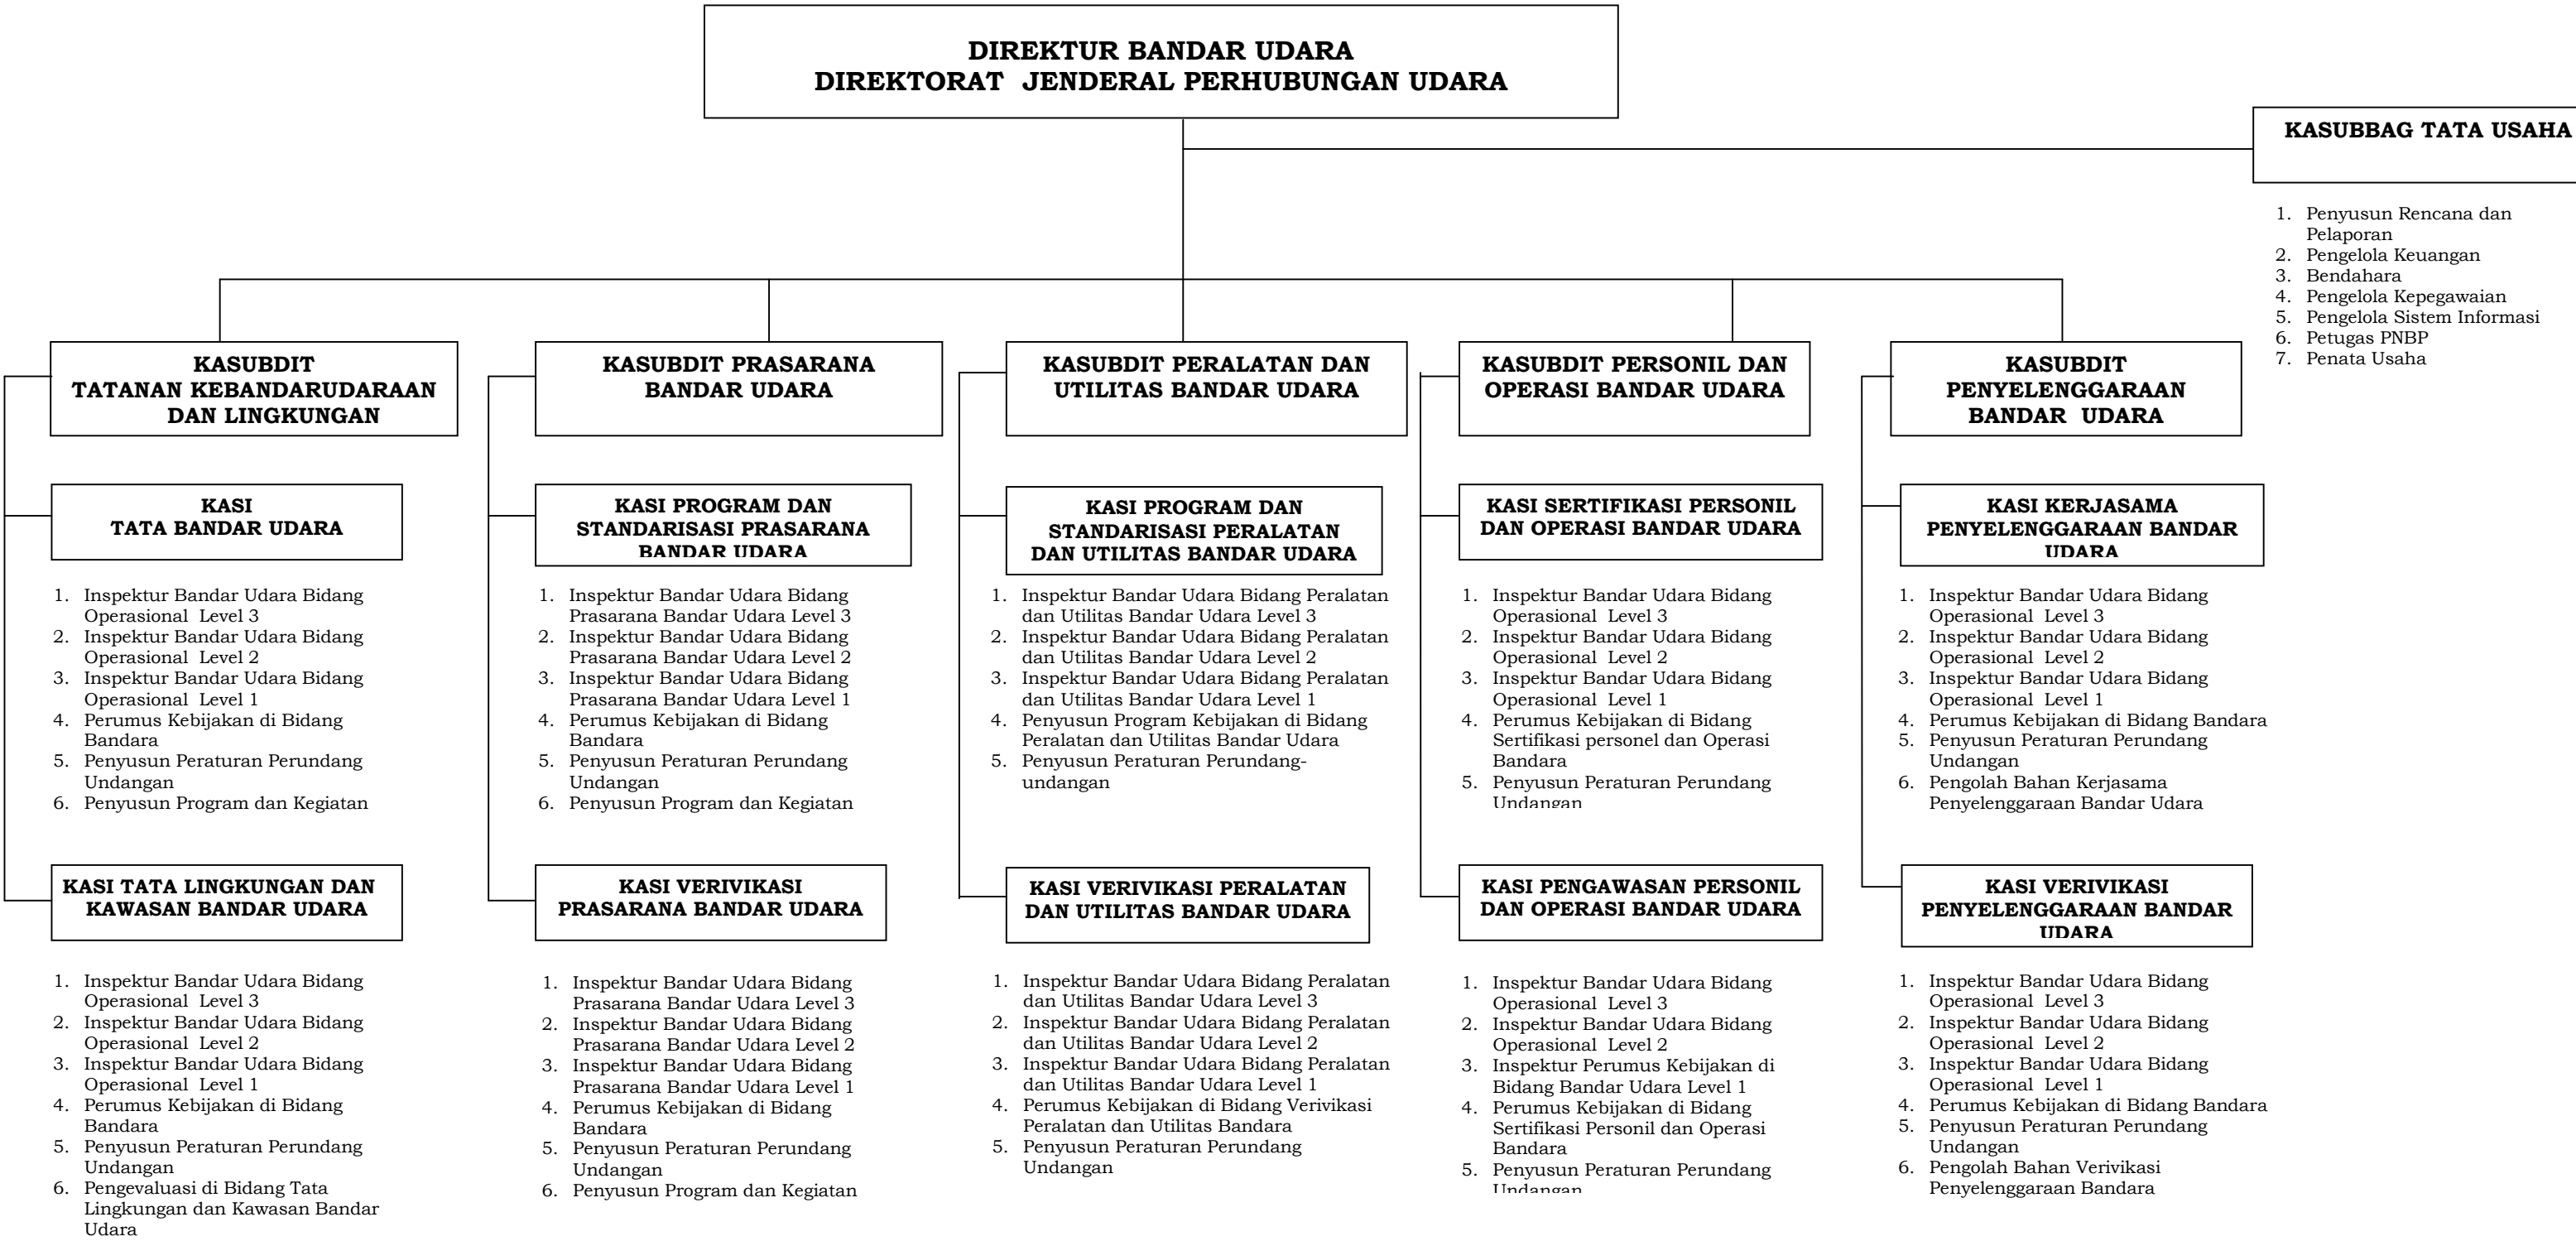 DIREKTUR BANDAR UDARA
DIREKTORAT JENDERAL PERHUBUNGAN UDARA
KASUBBAG TATA USAHA
1. Penyusun Rencana dan
Pelaporan
2. Pengelola Keuangan
3. Bendahara
4. Pengelola Kepegawaian
5. Pengelola Sistem Informasi
6. Petugas PNBP
7. Penata Usaha
KASUBDIT
TATANAN KEBANDARUDARAAN
DAN LINGKUNGAN
KASI
TATA BANDAR UDARA
1. Inspektur Bandar Udara Bidang
Operasional Level 3
2. Inspektur Bandar Udara Bidang
Operasional Level 2
3. Inspektur Bandar Udara Bidang
Operasional Level 1
4. Perumus Kebijakan di Bidang
Bandara
5. Penyusun Peraturan Perundang
Undangan
6. Penyusun Program dan Kegiatan
KASI TATA LINGKUNGAN DAN
KAWASAN BANDAR UDARA
1. Inspektur Bandar Udara Bidang
Operasional Level 3
2. Inspektur Bandar Udara Bidang
Operasional Level 2
3. Inspektur Bandar Udara Bidang
Operasional Level 1
4. Perumus Kebijakan di Bidang
Bandara
5. Penyusun Peraturan Perundang
Undangan
6. Pengevaluasi di Bidang Tata
Lingkungan dan Kawasan Bandar
Udara
KASUBDIT PRASARANA
BANDAR UDARA
KASI PROGRAM DAN
STANDARISASI PRASARANA
BANDAR UDARA
1. Inspektur Bandar Udara Bidang
Prasarana Bandar Udara Level 3
2. Inspektur Bandar Udara Bidang
Prasarana Bandar Udara Level 2
3. Inspektur Bandar Udara Bidang
Prasarana Bandar Udara Level 1
4. Perumus Kebijakan di Bidang
Bandara
5. Penyusun Peraturan Perundang
Undangan
6. Penyusun Program dan Kegiatan
KASI VERIVIKASI
PRASARANA BANDAR UDARA
1. Inspektur Bandar Udara Bidang
Prasarana Bandar Udara Level 3
2. Inspektur Bandar Udara Bidang
Prasarana Bandar Udara Level 2
3. Inspektur Bandar Udara Bidang
Prasarana Bandar Udara Level 1
4. Perumus Kebijakan di Bidang
Bandara
5. Penyusun Peraturan Perundang
Undangan
6. Penyusun Program dan Kegiatan
KASUBDIT PERALATAN DAN
UTILITAS BANDAR UDARA
KASI PROGRAM DAN
STANDARISASI PERALATAN
DAN UTILITAS BANDAR UDARA
1. Inspektur Bandar Udara Bidang Peralatan
dan Utilitas Bandar Udara Level 3
2. Inspektur Bandar Udara Bidang Peralatan
dan Utilitas Bandar Udara Level 2
3. Inspektur Bandar Udara Bidang Peralatan
dan Utilitas Bandar Udara Level 1
4. Penyusun Program Kebijakan di Bidang
Peralatan dan Utilitas Bandar Udara
5. Penyusun Peraturan Perundang-
undangan
KASI VERIVIKASI PERALATAN
DAN UTILITAS BANDAR UDARA
1. Inspektur Bandar Udara Bidang Peralatan
dan Utilitas Bandar Udara Level 3
2. Inspektur Bandar Udara Bidang Peralatan
dan Utilitas Bandar Udara Level 2
3. Inspektur Bandar Udara Bidang Peralatan
dan Utilitas Bandar Udara Level 1
4. Perumus Kebijakan di Bidang Verivikasi
Peralatan dan Utilitas Bandara
5. Penyusun Peraturan Perundang
Undangan
KASUBDIT PERSONIL DAN
OPERASI BANDAR UDARA
KASI SERTIFIKASI PERSONIL
DAN OPERASI BANDAR UDARA
1. Inspektur Bandar Udara Bidang
Operasional Level 3
2. Inspektur Bandar Udara Bidang
Operasional Level 2
3. Inspektur Bandar Udara Bidang
Operasional Level 1
4. Perumus Kebijakan di Bidang
Sertifikasi personel dan Operasi
Bandara
5. Penyusun Peraturan Perundang
Undangan
KASI PENGAWASAN PERSONIL
DAN OPERASI BANDAR UDARA
1. Inspektur Bandar Udara Bidang
Operasional Level 3
2. Inspektur Bandar Udara Bidang
Operasional Level 2
3. Inspektur Perumus Kebijakan di
Bidang Bandar Udara Level 1
4. Perumus Kebijakan di Bidang
Sertifikasi Personil dan Operasi
Bandara
5. Penyusun Peraturan Perundang
Undangan
KASUBDIT
PENYELENGGARAAN
BANDAR UDARA
KASI KERJASAMA
PENYELENGGARAAN BANDAR
UDARA
1. Inspektur Bandar Udara Bidang
Operasional Level 3
2. Inspektur Bandar Udara Bidang
Operasional Level 2
3. Inspektur Bandar Udara Bidang
Operasional Level 1
4. Perumus Kebijakan di Bidang Bandara
5. Penyusun Peraturan Perundang
Undangan
6. Pengolah Bahan Kerjasama
Penyelenggaraan Bandar Udara
KASI VERIVIKASI
PENYELENGGARAAN BANDAR
UDARA
1. Inspektur Bandar Udara Bidang
Operasional Level 3
2. Inspektur Bandar Udara Bidang
Operasional Level 2
3. Inspektur Bandar Udara Bidang
Operasional Level 1
4. Perumus Kebijakan di Bidang Bandara
5. Penyusun Peraturan Perundang
Undangan
6. Pengolah Bahan Verivikasi
Penyelenggaraan Bandara